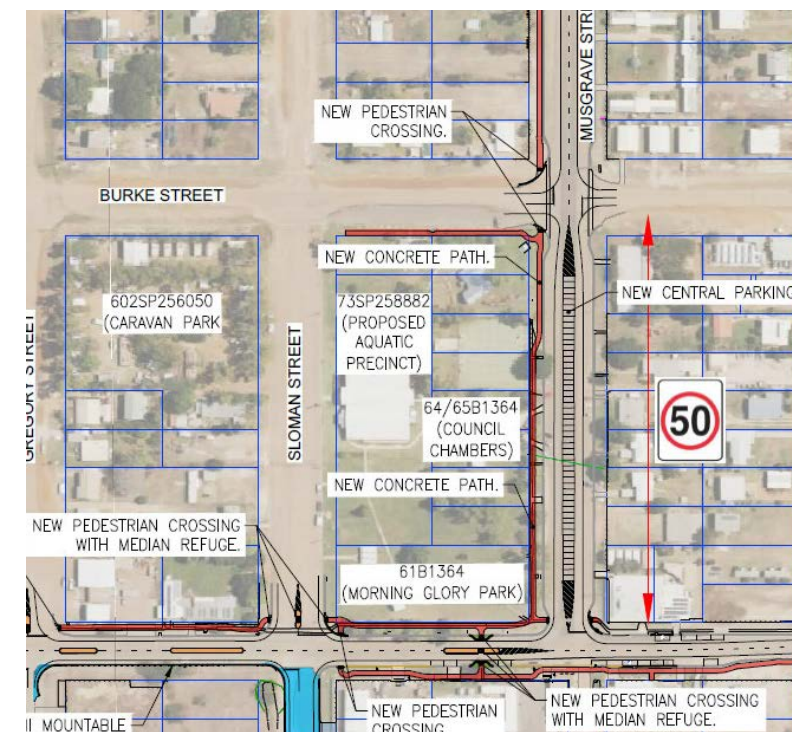 MUSGRAVE STR
NEW PEDESTRIAN
CROSSING.
BURKE STREET
NEW CONCRETE PATH.
602SP256050
(CARAVAN PARK
73SP258882
(PROPOSED
AQUATIC
PRECINCT)
NEW CENTRAL PARKING
GREGORY STREET
SLOMAN STREET
64/65B1364
(COUNCIL
CHAMBERS)
50
NEW CONCRETE PATH.
NEW PEDESTRIAN CROSSING
WITH MEDIAN REFUGE.
61B1364
(MORNING GLORY PARK)
MOUNTABLE
NEW PEDESTRIAN
CROSSING
NEW PEDESTRIAN CROSSING
WITH MEDIAN REFUGE.